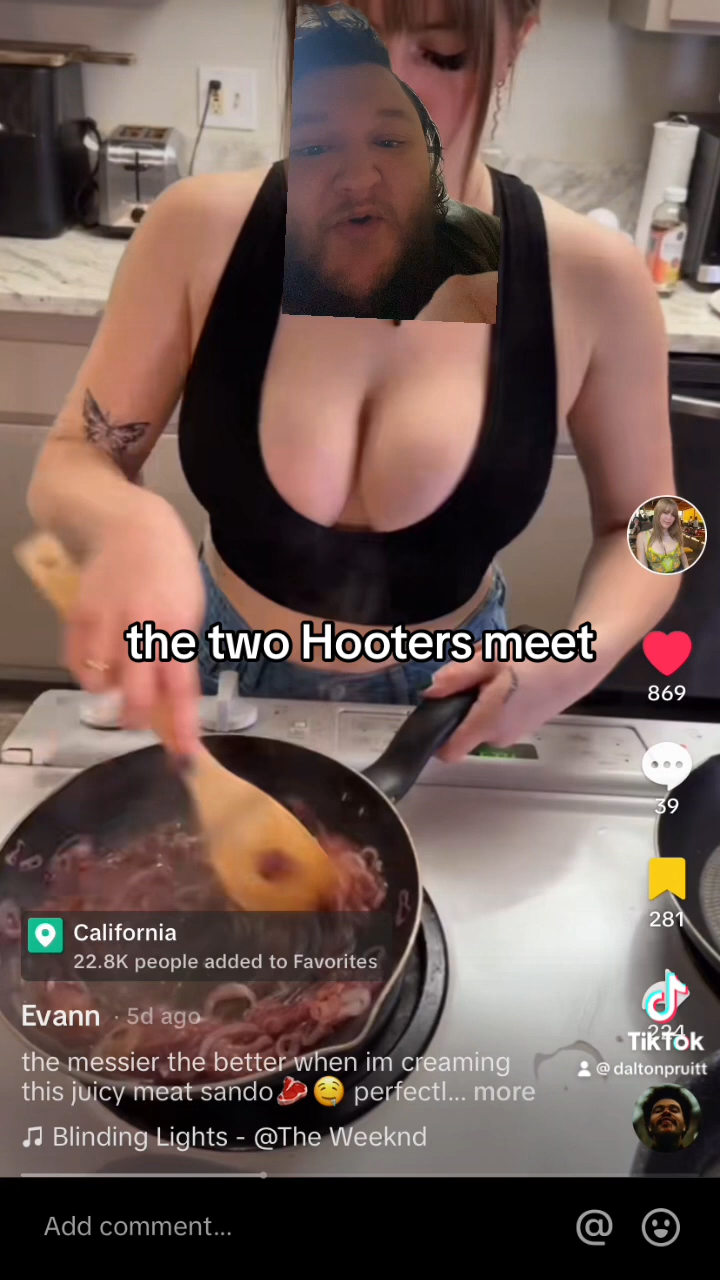 the two Hooters meet
869
39
281
California
22.8K people added to Favorites
Evann · 5d ago
the messier the better when im creaming
this juicy meat sando🥩🤤 perfectl... more
TikTok
@daltonpruitt
Blinding Lights - @The Weeknd
Add comment...